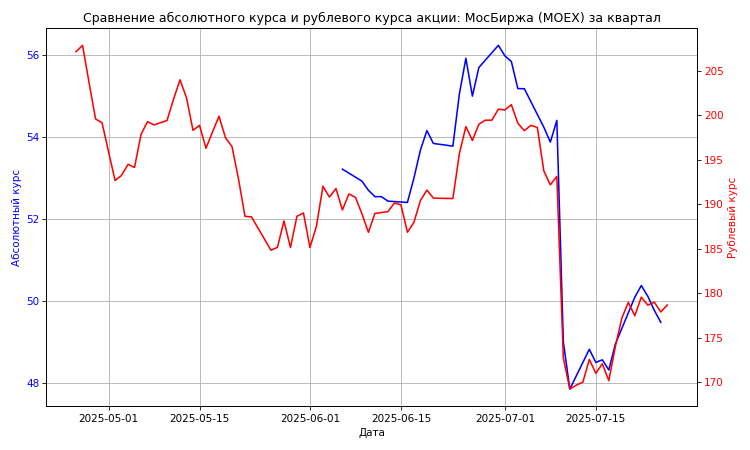 Сравнение абсолютного курса и рублевого курса акции: МосБиржа (MOEX) за квартал
56
54
52
50
48
Абсолютный курс
205
200
195
190
185
180
175
170
Рублевый курс
2025-05-01 2025-05-15 2025-06-01 2025-06-15 2025-07-01 2025-07-15
Дата